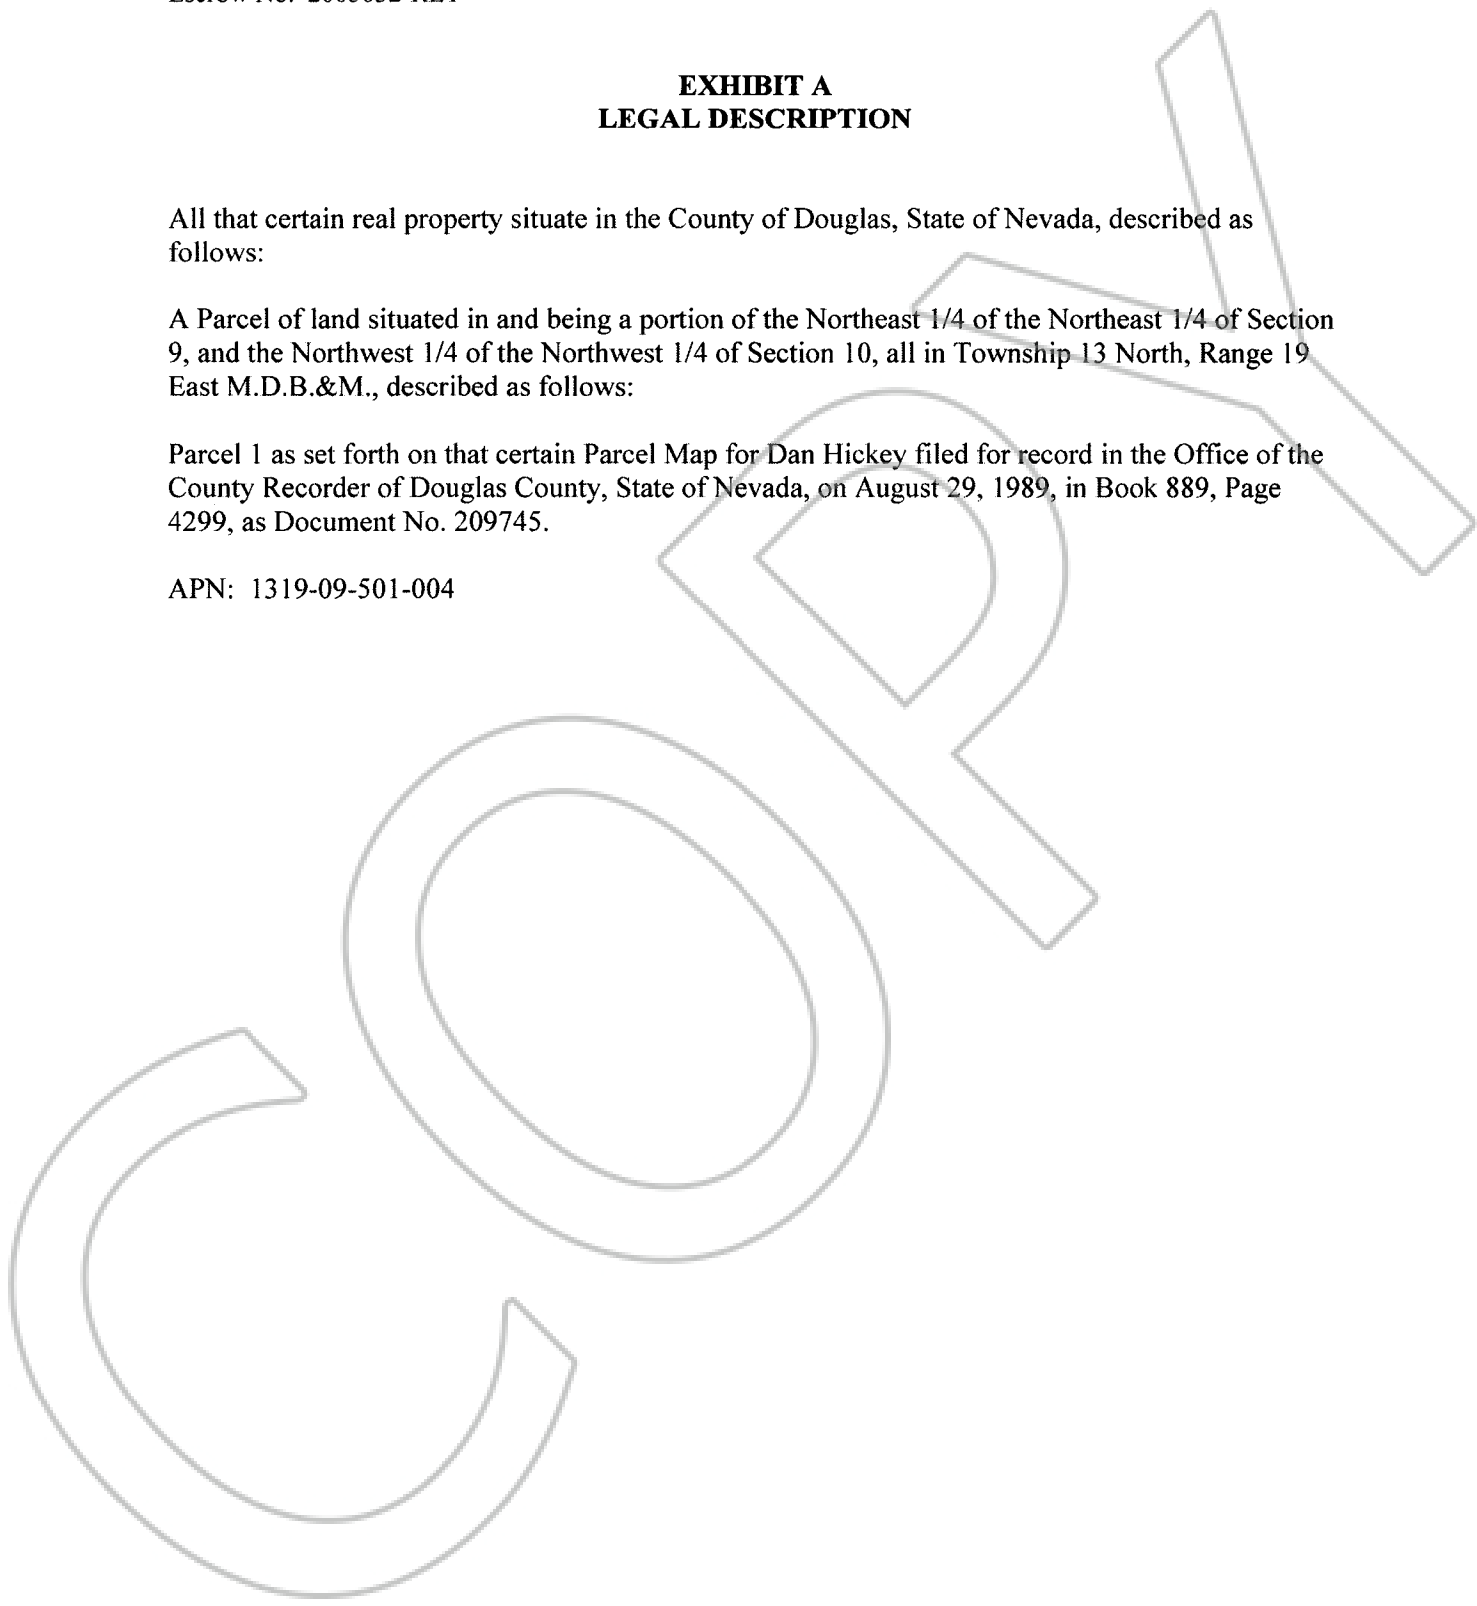 EXHIBIT A
LEGAL DESCRIPTION
All that certain real property situate in the County of Douglas, State of Nevada, described as
follows:
A Parcel of land situated in and being a portion of the Northeast 1/4 of the Northeast 1/4 of Section
9, and the Northwest 1/4 of the Northwest 1/4 of Section 10, all in Township 13 North, Range 19
East M.D.B.&M., described as follows:
Parcel 1 as set forth on that certain Parcel Map for Dan Hickey filed for record in the Office of the
County Recorder of Douglas County, State of Nevada, on August 29, 1989, in Book 889, Page
4299, as Document No. 209745.
APN: 1319-09-501-004
COPY